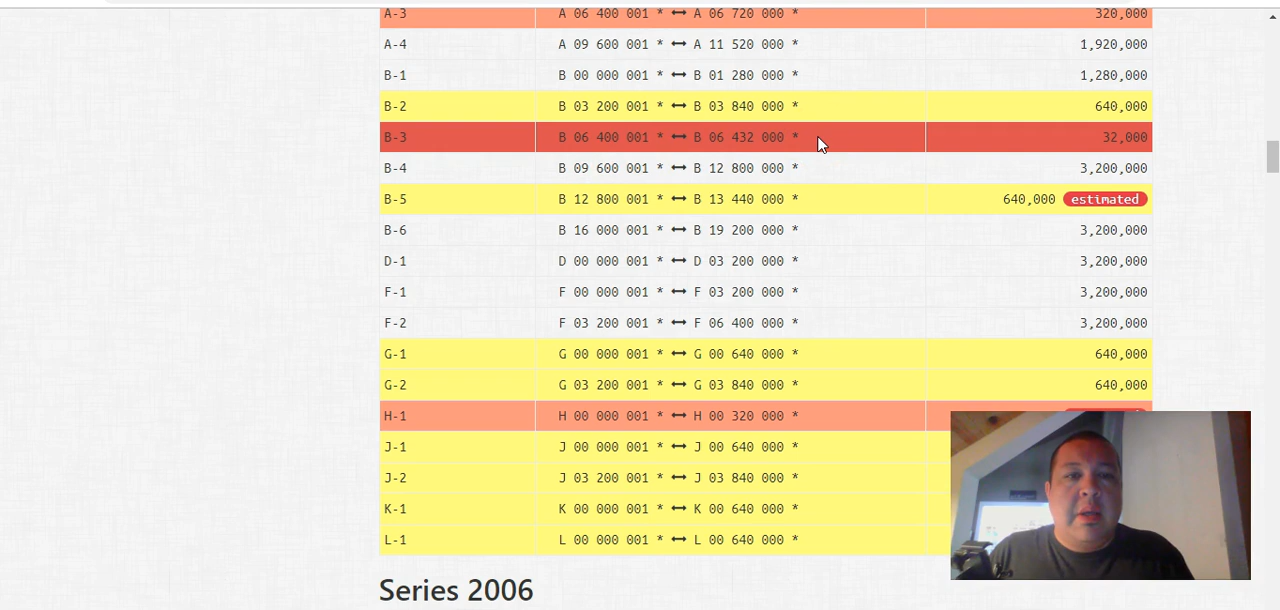 A-3 A 06 400 001 * ↔ A 06 720 000 * 320,000
A-4 A 09 600 001 * ↔ A 11 520 000 * 1,920,000
B-1 B 00 000 001 * ↔ B 01 280 000 * 1,280,000
B-2 B 03 200 001 * ↔ B 03 840 000 * 640,000
B-3 B 06 400 001 * ↔ B 06 432 000 * 32,000
B-4 B 09 600 001 * ↔ B 12 800 000 * 3,200,000
B-5 B 12 800 001 * ↔ B 13 440 000 * 640,000 estimated
B-6 B 16 000 001 * ↔ B 19 200 000 * 3,200,000
D-1 D 00 000 001 * ↔ D 03 200 000 * 3,200,000
F-1 F 00 000 001 * ↔ F 03 200 000 * 3,200,000
F-2 F 03 200 001 * ↔ F 06 400 000 * 3,200,000
G-1 G 00 000 001 * ↔ G 00 640 000 * 640,000
G-2 G 03 200 001 * ↔ G 03 840 000 * 640,000
H-1 H 00 000 001 * ↔ H 00 320 000 *
J-1 J 00 000 001 * ↔ J 00 640 000 *
J-2 J 03 200 001 * ↔ J 03 840 000 *
K-1 K 00 000 001 * ↔ K 00 640 000 *
L-1 L 00 000 001 * ↔ L 00 640 000 *
Series 2006